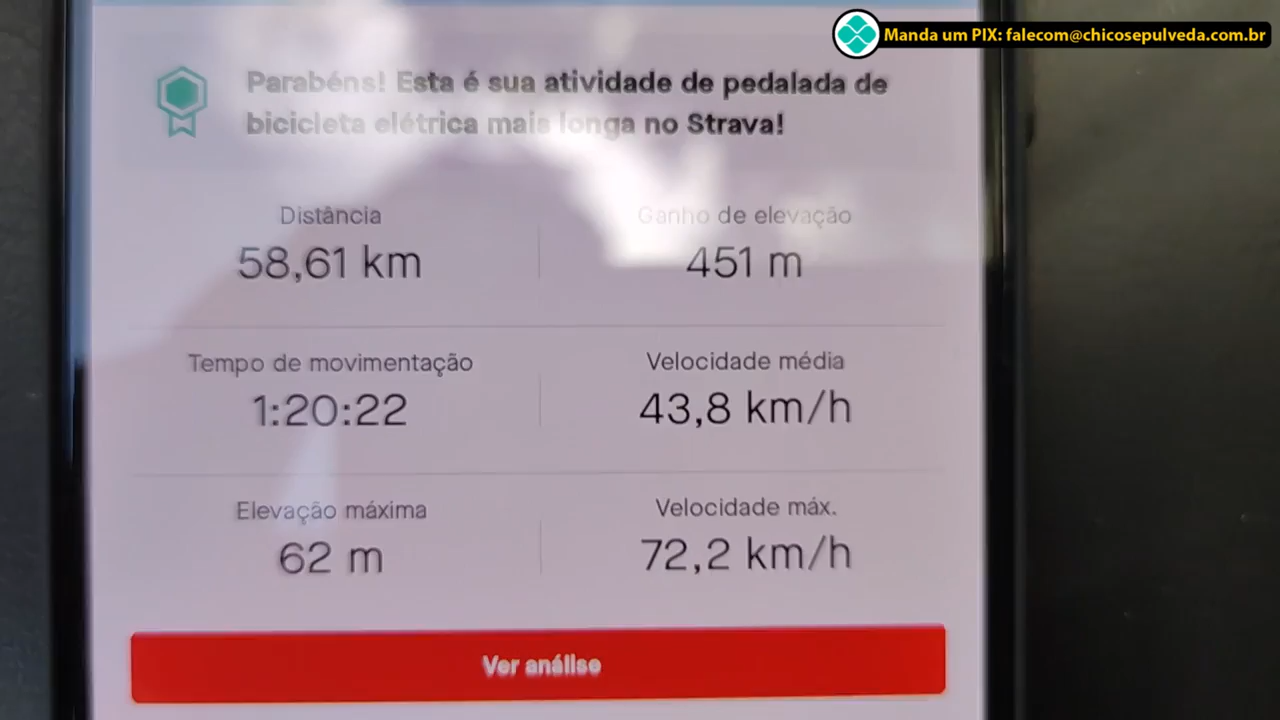 Manda um PIX: falecom@chicosepulveda.com.br
Parabéns! Esta é sua atividade de pedalada de
bicicleta elétrica mais longa no Strava!
Distância
58,61 km
Ganho de elevação
451 m
Tempo de movimentação
1:20:22
Velocidade média
43,8 km/h
Elevação máxima
62 m
Velocidade máx.
72,2 km/h
Ver análise